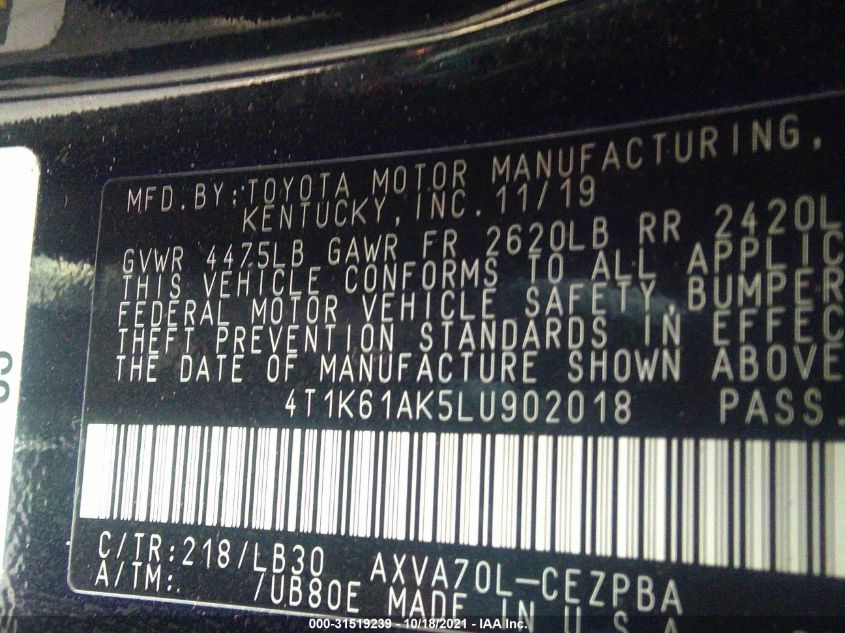 MFD.BY:TOYOTA MOTOR MANUFACTURING,
KENTUCKY, INC. 11/19
GVWR 4475LB GAWR FR 2620LB RR 2420L
THIS VEHICLE CONFORMS TO ALL APPLIC
FEDERAL MOTOR VEHICLE SAFETY,BUMPER
THEFT PREVENTION STANDARDS IN EFFEC
THE DATE OF MANUFACTURE SHOWN ABOVE
4T1K61AK5LU902018 PASS.
C/TR:218/LB30 AXVA70L-CEZPBA
A/TM: /UB80E MADE IN U.S.A
000-31519239 - 10/18/2021 - IAA Inc.